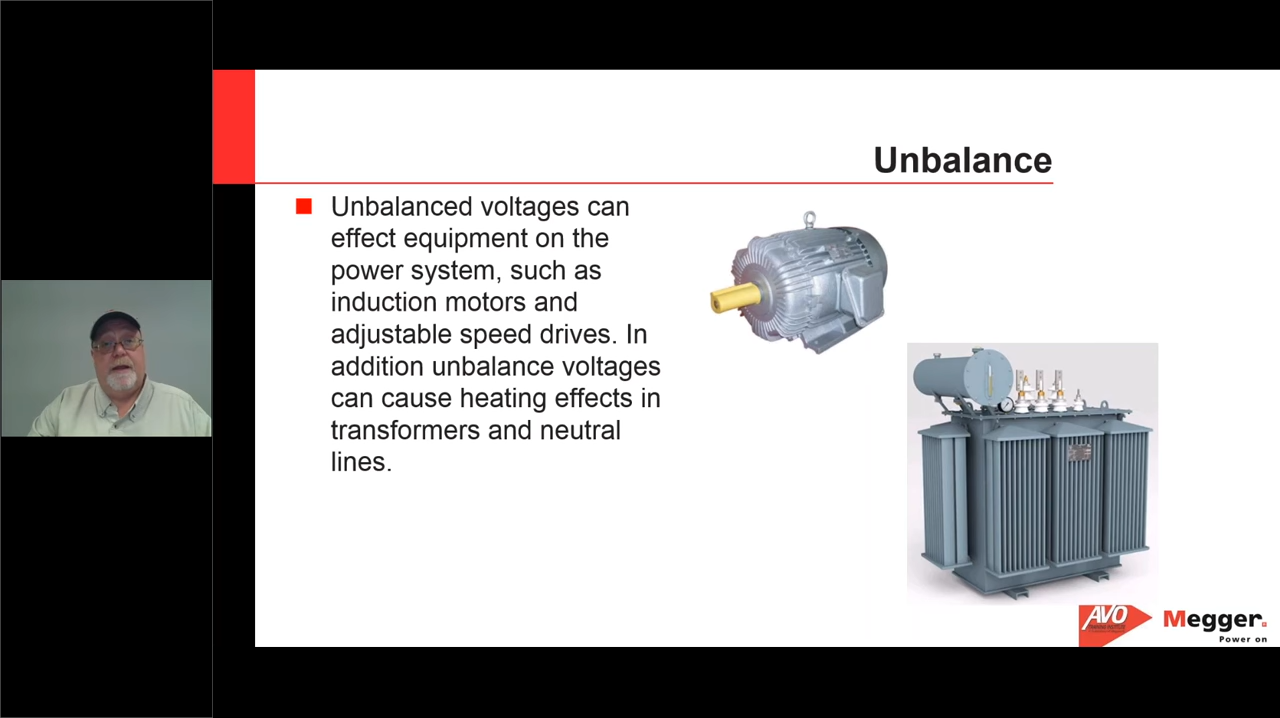 Unbalance
Unbalanced voltages can
effect equipment on the
power system, such as
induction motors and
adjustable speed drives. In
addition unbalance voltages
can cause heating effects in
transformers and neutral
lines.
AVO
Megger.
Power on